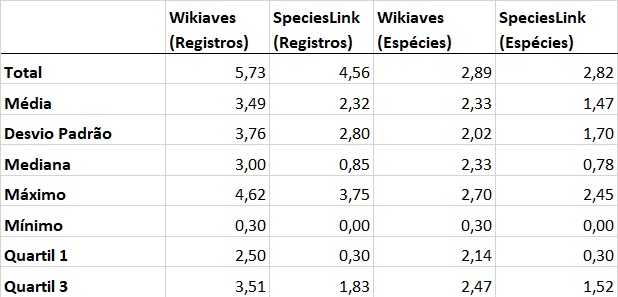 Wikiaves SpeciesLink Wikiaves SpeciesLink
(Registros) (Registros) (Espécies) (Espécies)
Total 5,73 4,56 2,89 2,82
Média 3,49 2,32 2,33 1,47
Desvio Padrão 3,76 2,80 2,02 1,70
Mediana 3,00 0,85 2,33 0,78
Máximo 4,62 3,75 2,70 2,45
Mínimo 0,30 0,00 0,30 0,00
Quartil 1 2,50 0,30 2,14 0,30
Quartil 3 3,51 1,83 2,47 1,52